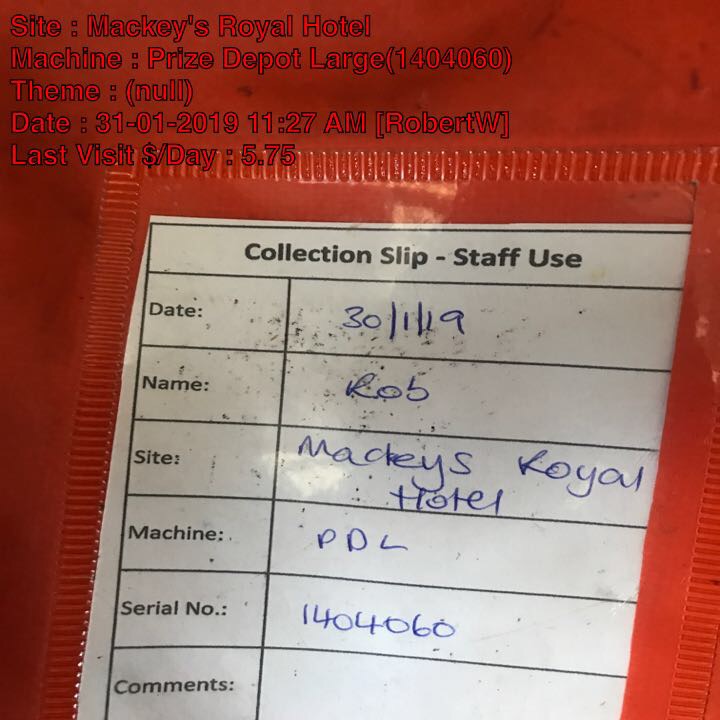 Site : Mackey's Royal Hotel
Machine : Prize Depot Large(1404060)
Theme : (null)
Date : 31-01-2019 11:27 AM [RobertW]
Last Visit $/Day : 5.75
Collection Slip - Staff Use
Date: 30/1/19
Name: Rob
Site: Mackeys Royal
Hotel
Machine: PDL
Serial No.: 1404060
Comments: